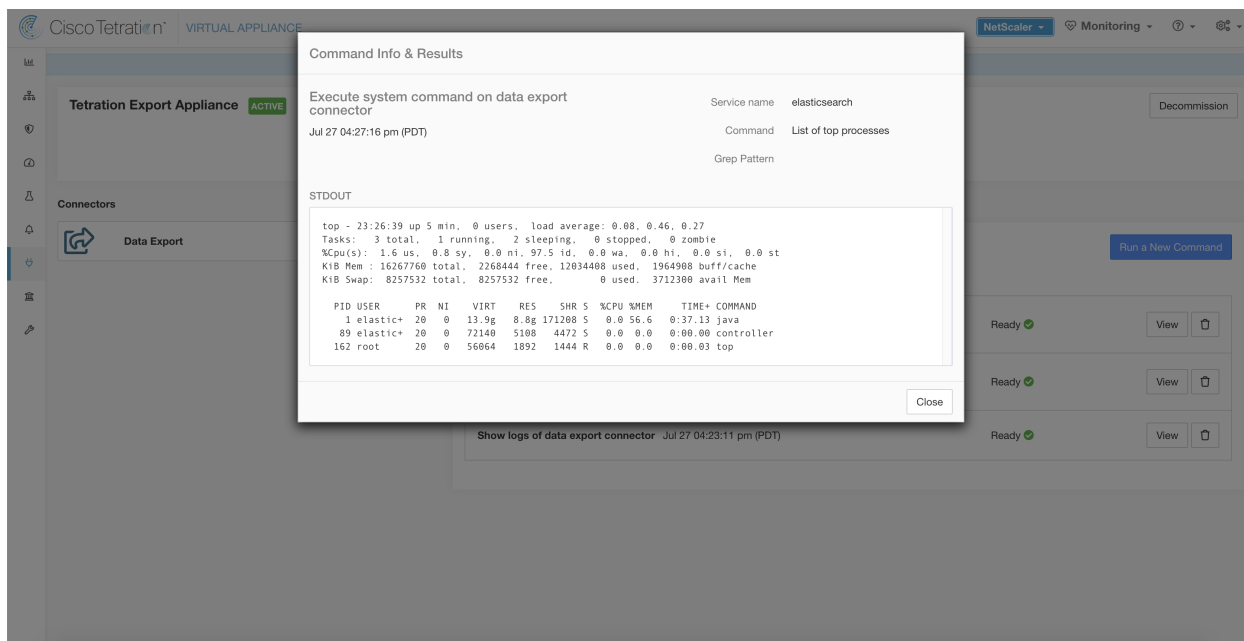 Cisco Tetration VIRTUAL APPLIANCE
NetScaler Monitoring
Tetration Export Appliance ACTIVE
Decommission
Connectors
Data Export
Run a New Command
Command Info & Results
Execute system command on data export
connector
Jul 27 04:27:16 pm (PDT)
Service name elasticsearch
Command List of top processes
Grep Pattern
STDOUT
top - 23:26:39 up 5 min,  0 users,  load average: 0.08, 0.46, 0.27
Tasks:   3 total,   1 running,   2 sleeping,   0 stopped,   0 zombie
%Cpu(s):  1.6 us,  0.8 sy,  0.0 ni, 97.5 id,  0.0 wa,  0.0 hi,  0.0 si,  0.0 st
KiB Mem : 16267760 total,  2268444 free, 12034408 used,  1964908 buff/cache
KiB Swap:  8257532 total,  8257532 free,        0 used.  3712300 avail Mem
PID USER      PR  NI    VIRT    RES    SHR S  %CPU %MEM     TIME+ COMMAND
1 elastic+  20   0   13.9g   8.8g 171208 S   0.0 56.6   0:37.13 java
89 elastic+  20   0   72140   5108   4472 S   0.0  0.0   0:00.00 controller
162 root      20   0   56064   1892   1444 R   0.0  0.0   0:00.03 top
Close
Ready View
Ready View
Show logs of data export connector Jul 27 04:23:11 pm (PDT) Ready View